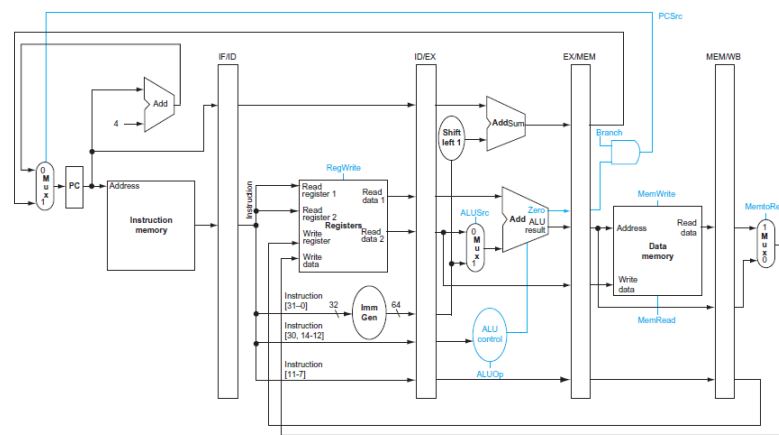 PCSrc
IF/ID
ID/EX
EX/MEM
MEM/WB
Add
4
Shift
left 1
AddSum
Branch
0
M
u
x
1
PC
Address
Instruction
memory
Instruction
RegWrite
Read
register 1
Read
data 1
Read
register 2
Registers
Write
register
Read
data 2
Write
data
ALUSrc
0
M
u
x
1
Zero
Add
ALU
result
MemWrite
Address
Read
data
Data
memory
Write
data
MemRead
MemtoRe
1
M
u
x
0
Instruction
[31–0]
32
Imm
Gen
64
Instruction
[30, 14-12]
ALU
control
Instruction
[11-7]
ALUOp